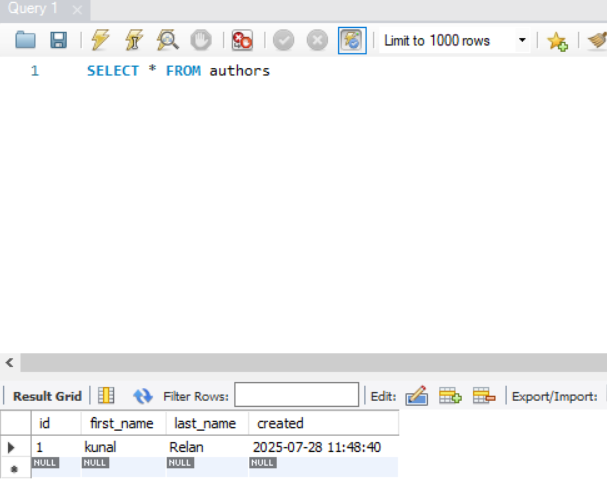 Query 1
Limit to 1000 rows
1 SELECT * FROM authors
Result Grid Filter Rows: Edit: Export/Import:
id first_name last_name created
1 kunal Relan 2025-07-28 11:48:40
NULL NULL NULL NULL